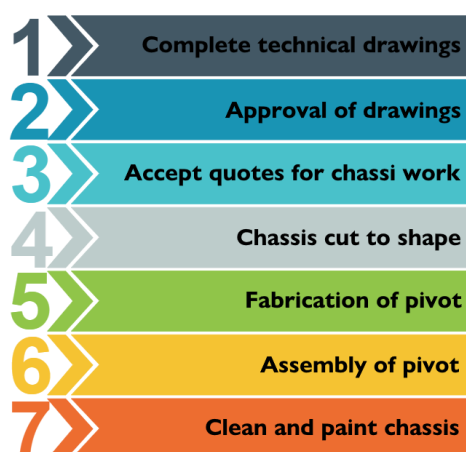 1 Complete technical drawings
2 Approval of drawings
3 Accept quotes for chassi work
4 Chassis cut to shape
5 Fabrication of pivot
6 Assembly of pivot
7 Clean and paint chassis